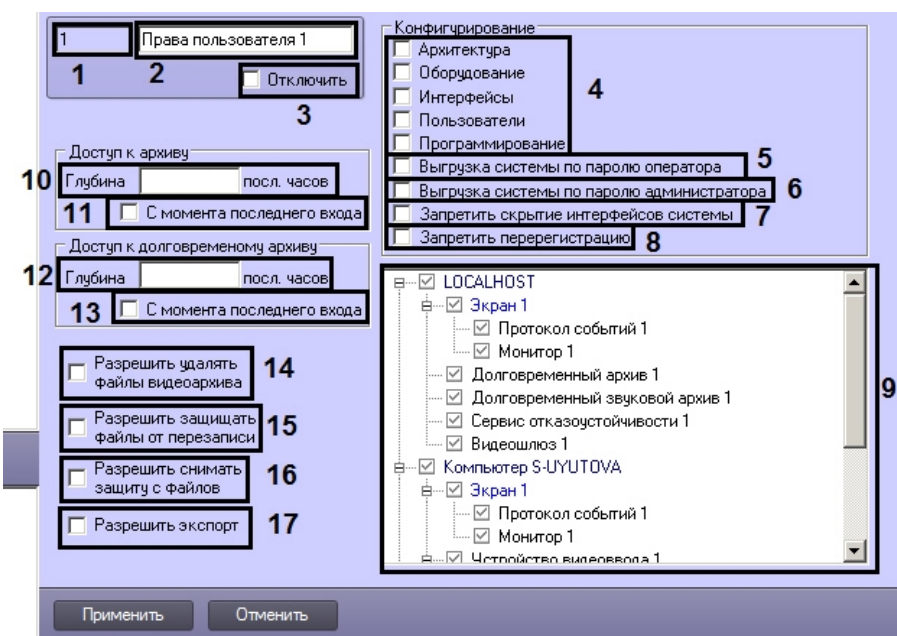 1 Права пользователя 1
1 2 Отключить
3
Доступ к архиву
10 Глубина посл. часов
11 С момента последнего входа
Доступ к долговременому архиву
12 Глубина посл. часов
13 С момента последнего входа
Разрешить удалять
файлы видеоархива
14
Разрешить защищать
файлы от перезаписи
15
Разрешить снимать
защиту с файлов
16
Разрешить экспорт 17
Конфигурирование
Архитектура
Оборудование
Интерфейсы
Пользователи
Программирование
4
Выгрузка системы по паролю оператора 5
Выгрузка системы по паролю администратора 6
Запретить скрытие интерфейсов системы 7
Запретить перерегистрацию 8
LOCALHOST
Экран 1
Протокол событий 1
Монитор 1
Долговременный архив 1
Долговременный звуковой архив 1
Сервис отказоустойчивости 1
Видеошлюз 1
Компьютер S-UYUTOVA
Экран 1
Протокол событий 1
Монитор 1
Устройство видеоввода 1
9
Применить Отменить